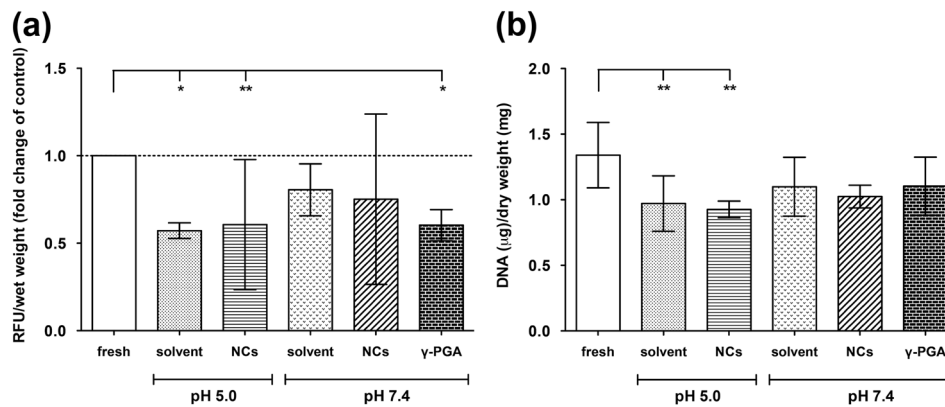 (a)
RFU/wet weight (fold change of control)
1.5
1.0
0.5
0.0
* ** *
fresh solvent NCs solvent NCs γ-PGA
pH 5.0 pH 7.4
(b)
DNA (μg)/dry weight (mg)
2.0
1.5
1.0
0.5
0.0
** **
fresh solvent NCs solvent NCs γ-PGA
pH 5.0 pH 7.4